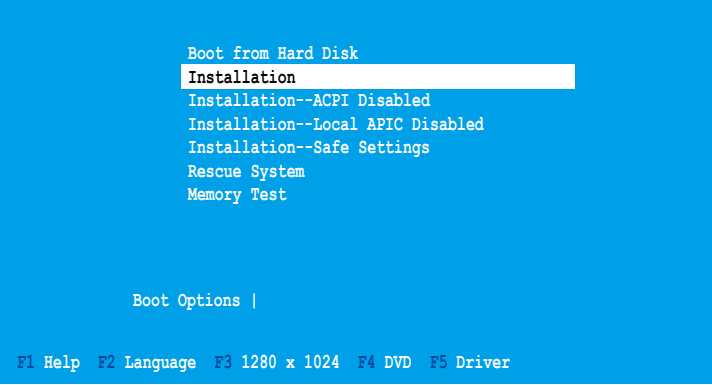 Boot from Hard Disk
Installation
Installation--ACPI Disabled
Installation--Local APIC Disabled
Installation--Safe Settings
Rescue System
Memory Test
Boot Options |
F1 Help F2 Language F3 1280 x 1024 F4 DVD F5 Driver